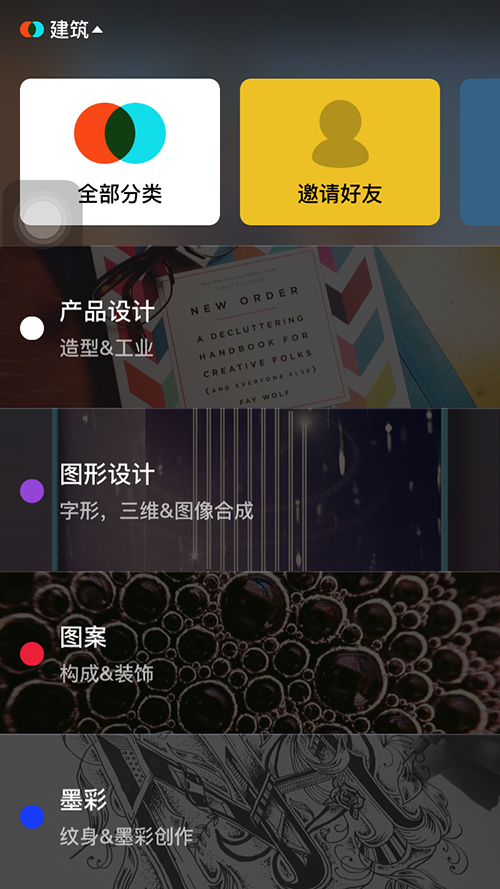 建筑
全部分类
邀请好友
产品设计
造型&工业
NEW ORDER
A DECLUTTERING
HANDBOOK FOR
CREATIVE FOLKS
(AND EVERYONE ELSE)
FAY WOLF
图形设计
字形，三维&图像合成
图案
构成&装饰
墨彩
纹身&墨彩创作